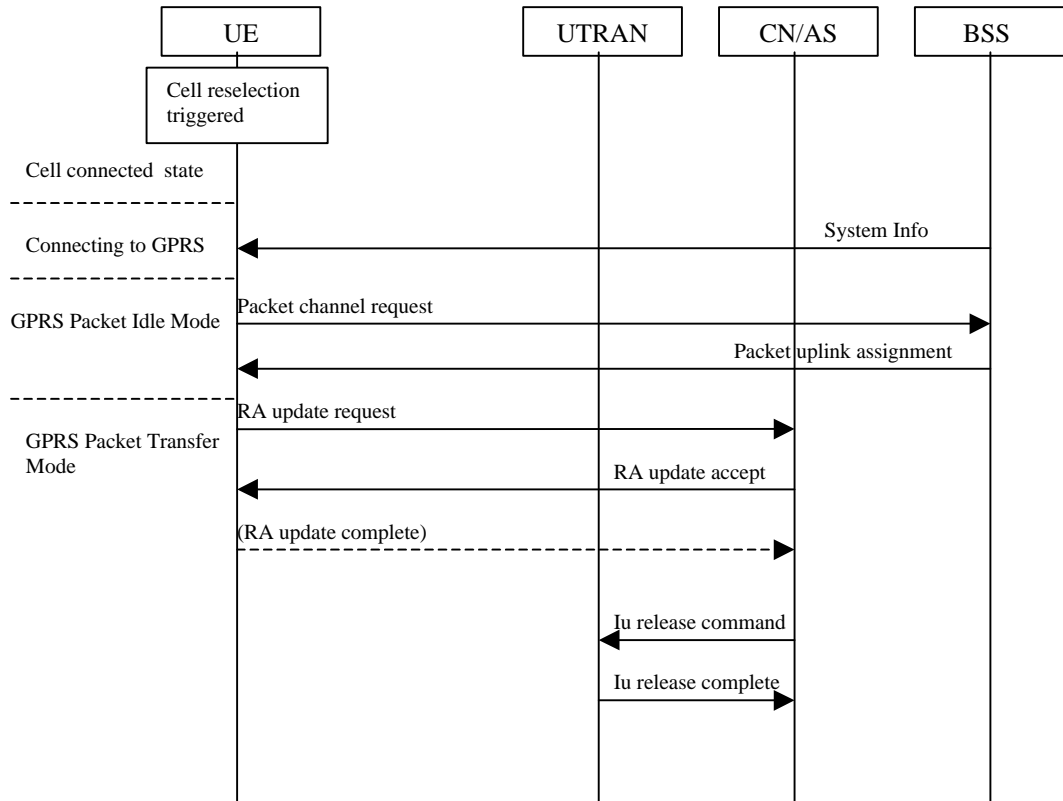 UE
UTRAN
CN/AS
BSS
Cell reselection
triggered
Cell connected state
System Info
Connecting to GPRS
Packet channel request
GPRS Packet Idle Mode
Packet uplink assignment
RA update request
GPRS Packet Transfer
Mode
RA update accept
(RA update complete)
Iu release command
Iu release complete